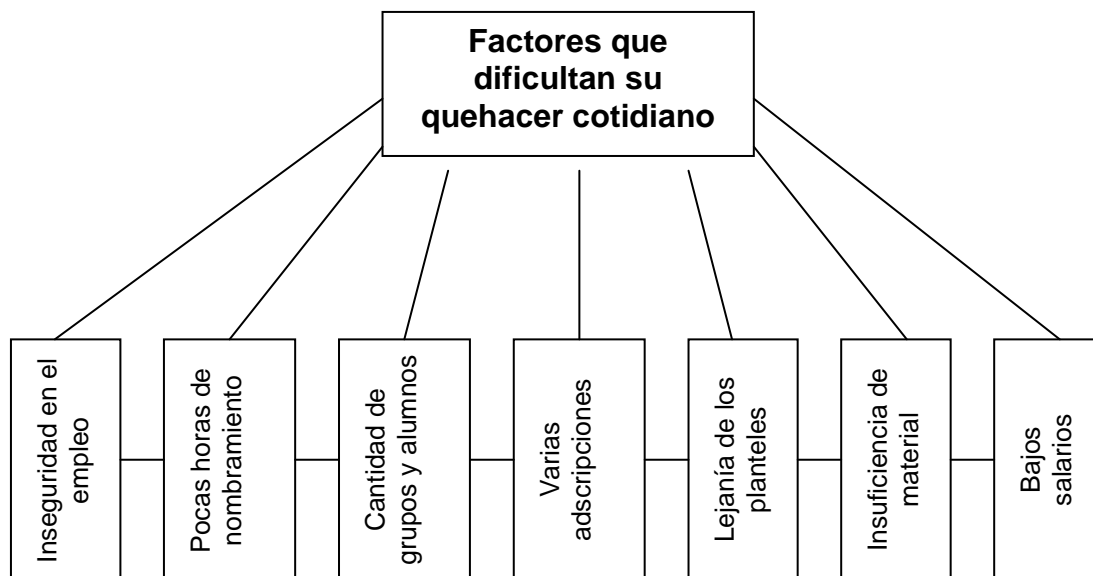 Factores que
dificultan su
quehacer cotidiano
Inseguridad en el
empleo
Pocas horas de
nombramiento
Cantidad de
grupos y alumnos
Varias
adscripciones
Lejanía de los
planteles
Insuficiencia de
material
Bajos
salarios